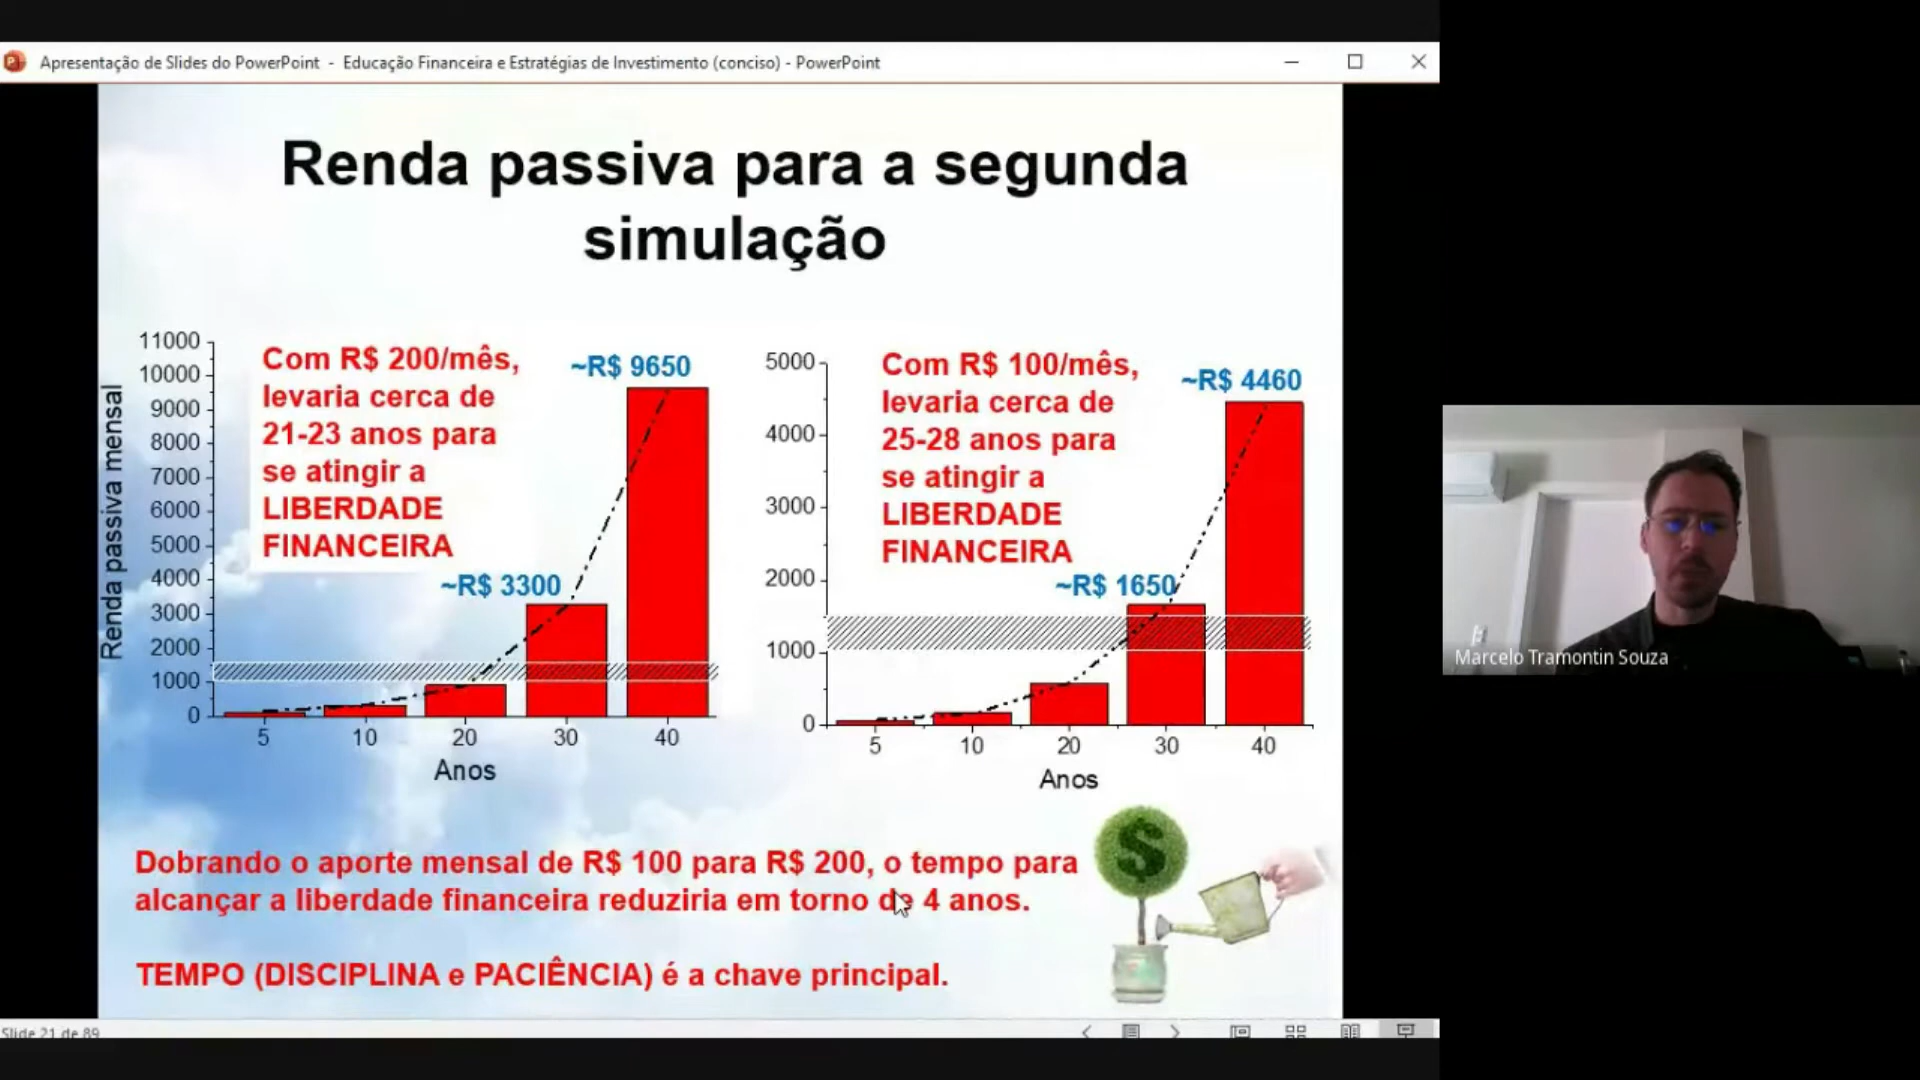 Apresentação de Slides do PowerPoint - Educação Financeira e Estratégias de Investimento (conciso) - PowerPoint
Renda passiva para a segunda
simulação
Renda passiva mensal
11000
10000
9000
8000
7000
6000
5000
4000
3000
2000
1000
0
Com R$ 200/mês,
levaria cerca de
21-23 anos para
se atingir a
LIBERDADE
FINANCEIRA
~R$ 9650
~R$ 3300
5 10 20 30 40
Anos
5000
4000
3000
2000
1000
0
Com R$ 100/mês,
levaria cerca de
25-28 anos para
se atingir a
LIBERDADE
FINANCEIRA
~R$ 4460
~R$ 1650
5 10 20 30 40
Anos
Dobrando o aporte mensal de R$ 100 para R$ 200, o tempo para
alcançar a liberdade financeira reduziria em torno de 4 anos.
TEMPO (DISCIPLINA e PACIÊNCIA) é a chave principal.
$
Slide 21 de 89
Marcelo Tramontin Souza